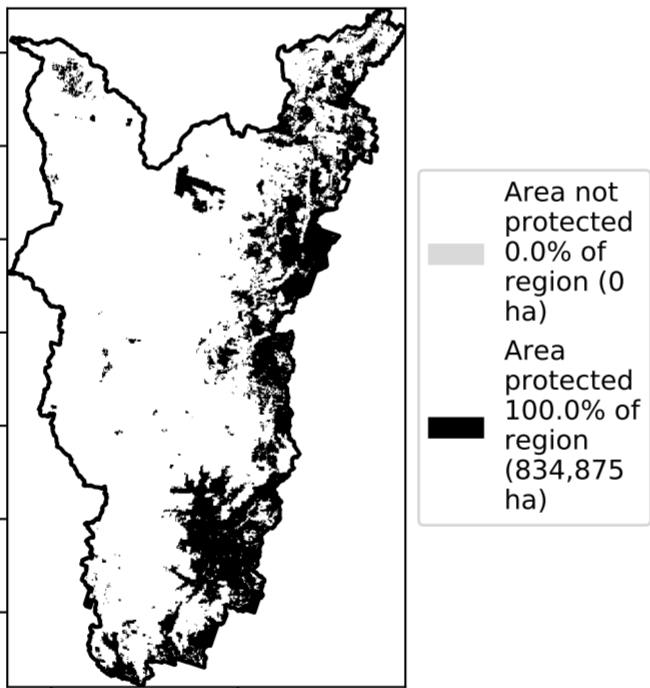 Area not
protected
0.0% of
region (0
ha)
Area
protected
100.0% of
region
(834,875
ha)